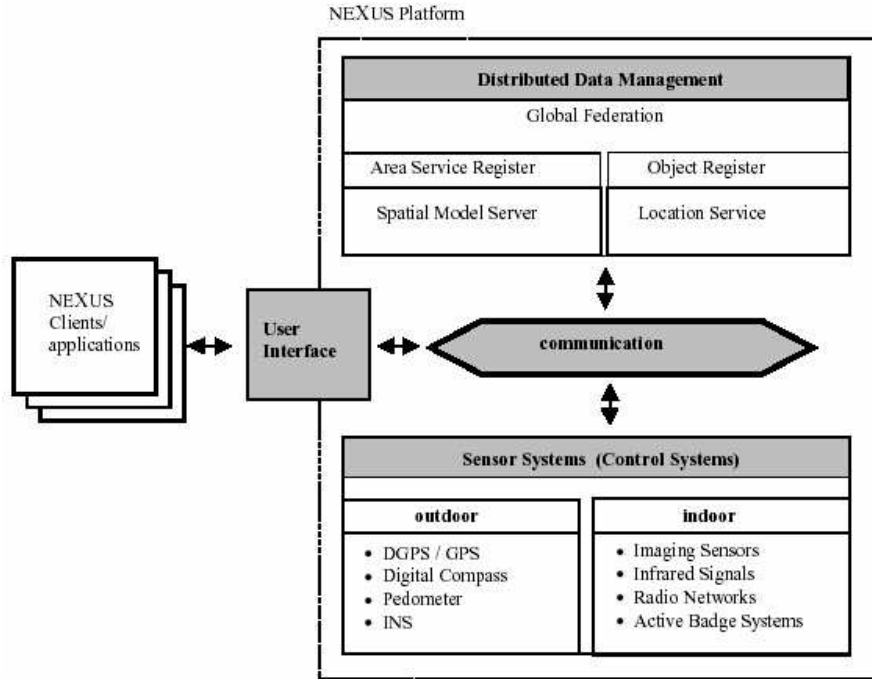 NEXUS Platform
Distributed Data Management
Global Federation
Area Service Register
Object Register
Spatial Model Server
Location Service
NEXUS
Clients/
applications
User
Interface
communication
Sensor Systems (Control Systems)
outdoor
• DGPS / GPS
• Digital Compass
• Pedometer
• INS
indoor
• Imaging Sensors
• Infrared Signals
• Radio Networks
• Active Badge Systems